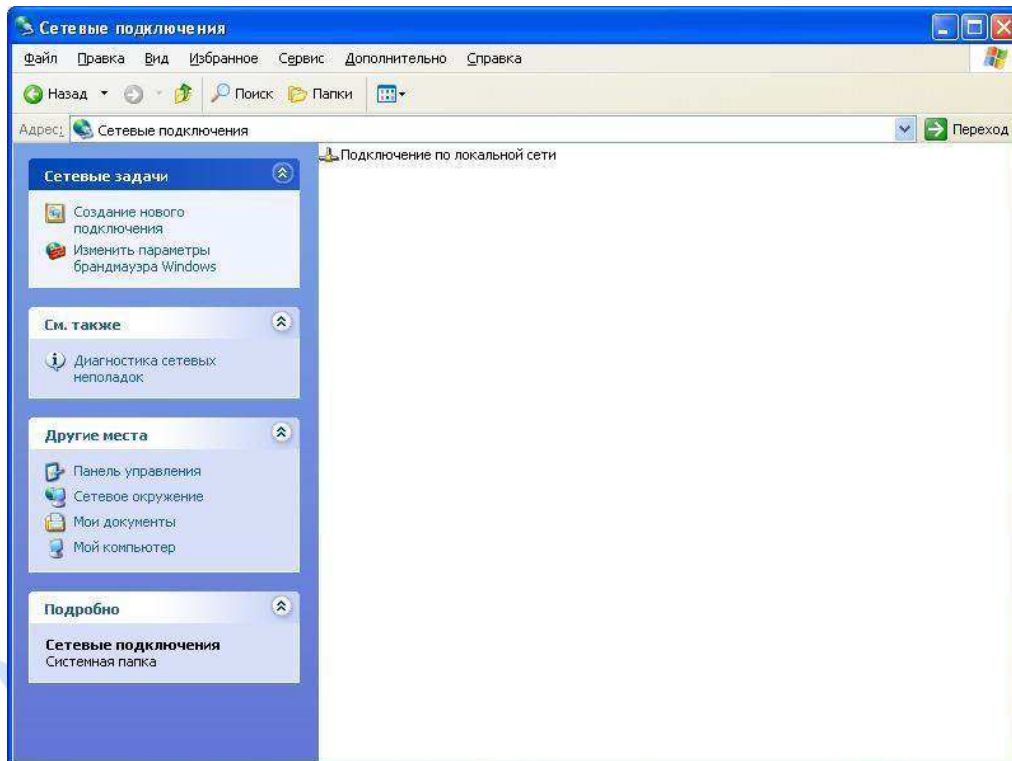 Сетевые подключения
Файл Правка Вид Избранное Сервис Дополнительно Справка
Назад Поиск Папки
Адрес: Сетевые подключения Переход
Подключение по локальной сети
Сетевые задачи
Создание нового
подключения
Изменить параметры
брандмауэра Windows
См. также
Диагностика сетевых
неполадок
Другие места
Панель управления
Сетевое окружение
Мои документы
Мой компьютер
Подробно
Сетевые подключения
Системная папка